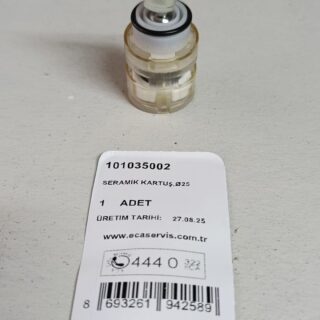 101035002
SERAMİK KARTUŞ,Ø25
1 ADET
ÜRETİM TARİHİ: 27.08.25
www.ecaservis.com.tr
444 0 322
ECA
8 693261 942589